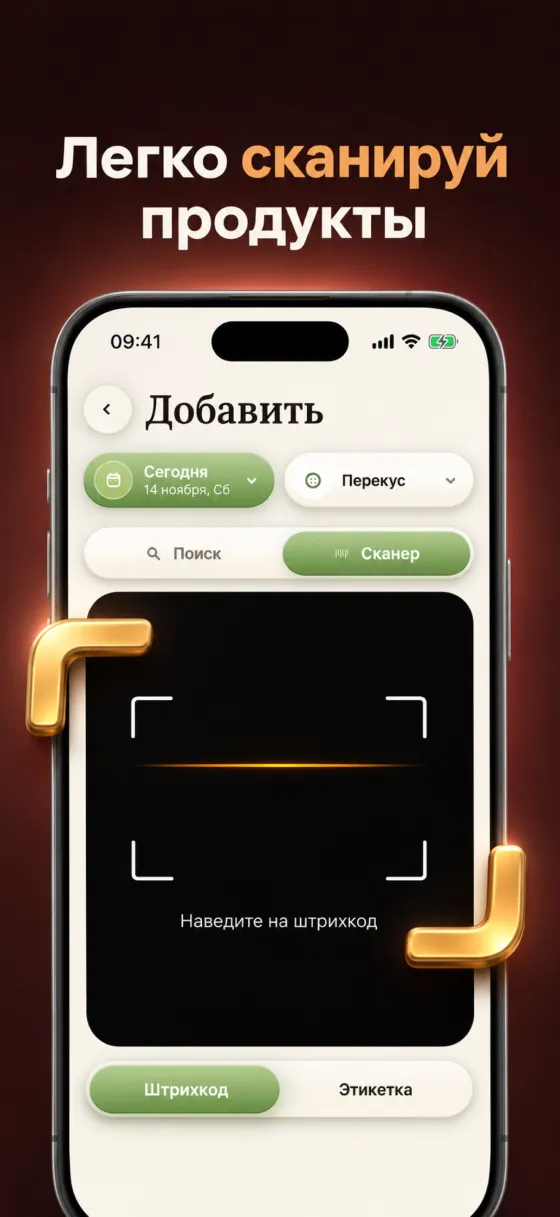 Легко сканируй
продукты
09:41
Добавить
Сегодня
14 ноября, Сб
Перекус
Поиск
Сканер
Наведите на штрихкод
Штрихкод
Этикетка